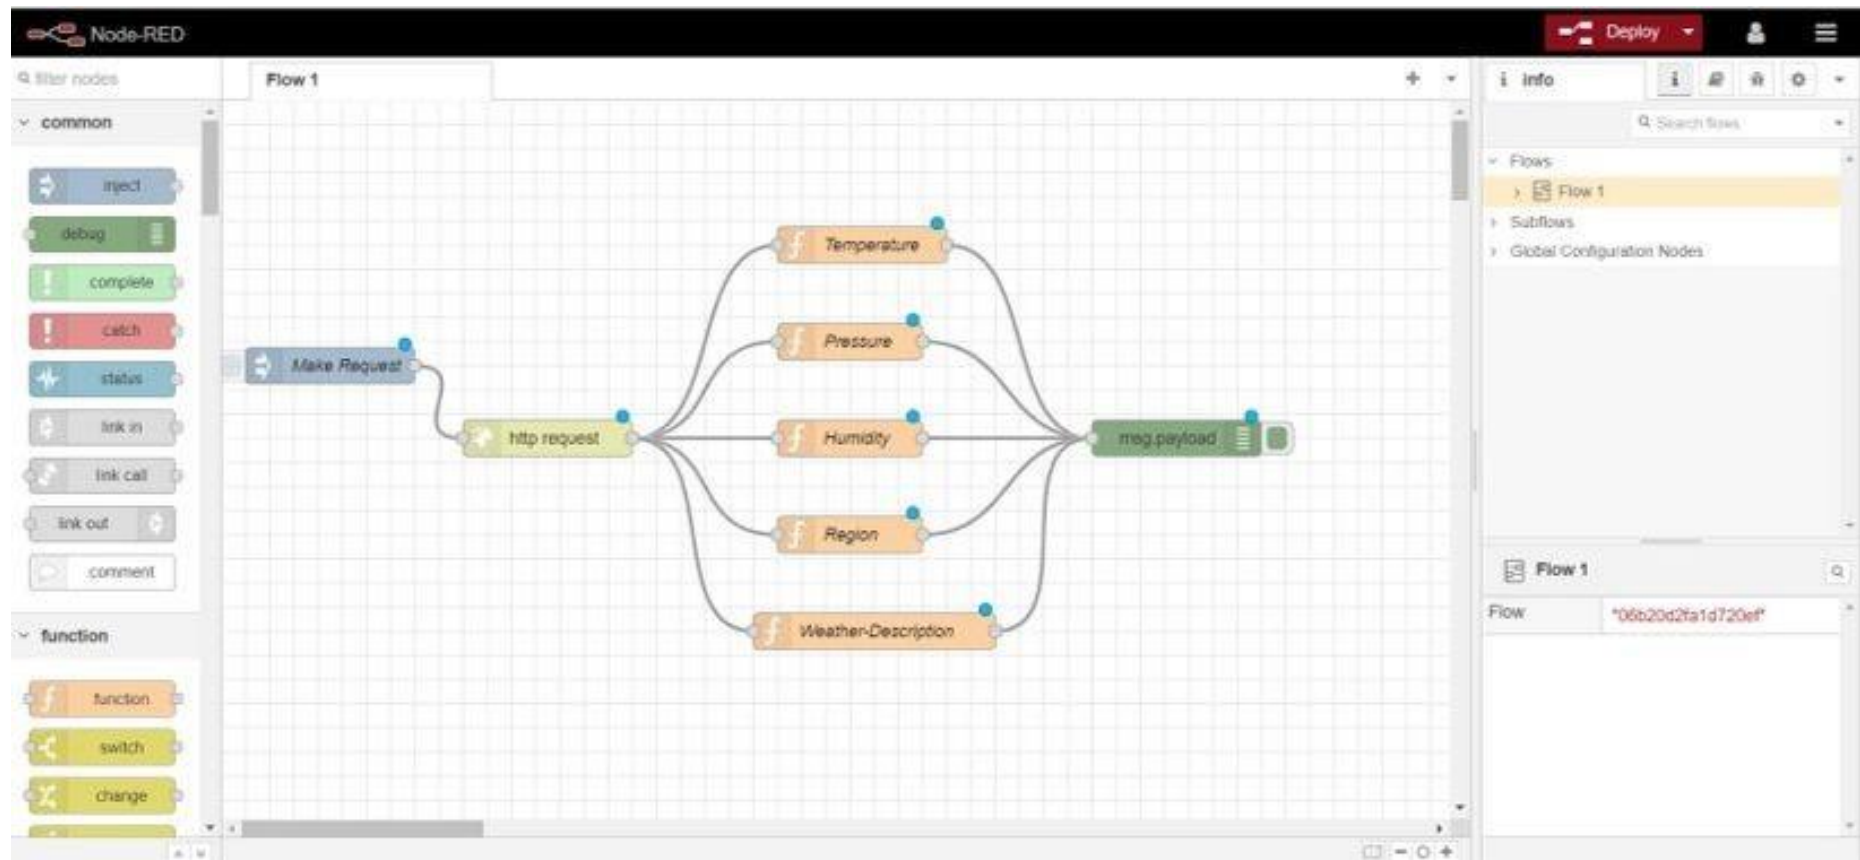 Node-RED
Deploy
filter nodes
Flow 1
info
Search flows
common
inject
debug
complete
catch
status
link in
link call
link out
comment
function
function
switch
change
Make Request
http request
Temperature
Pressure
Humidity
Region
Weather-Description
msg.payload
Flows
Flow 1
Subflows
Global Configuration Nodes
Flow 1
Flow
"06b20d2fa1d720ef"